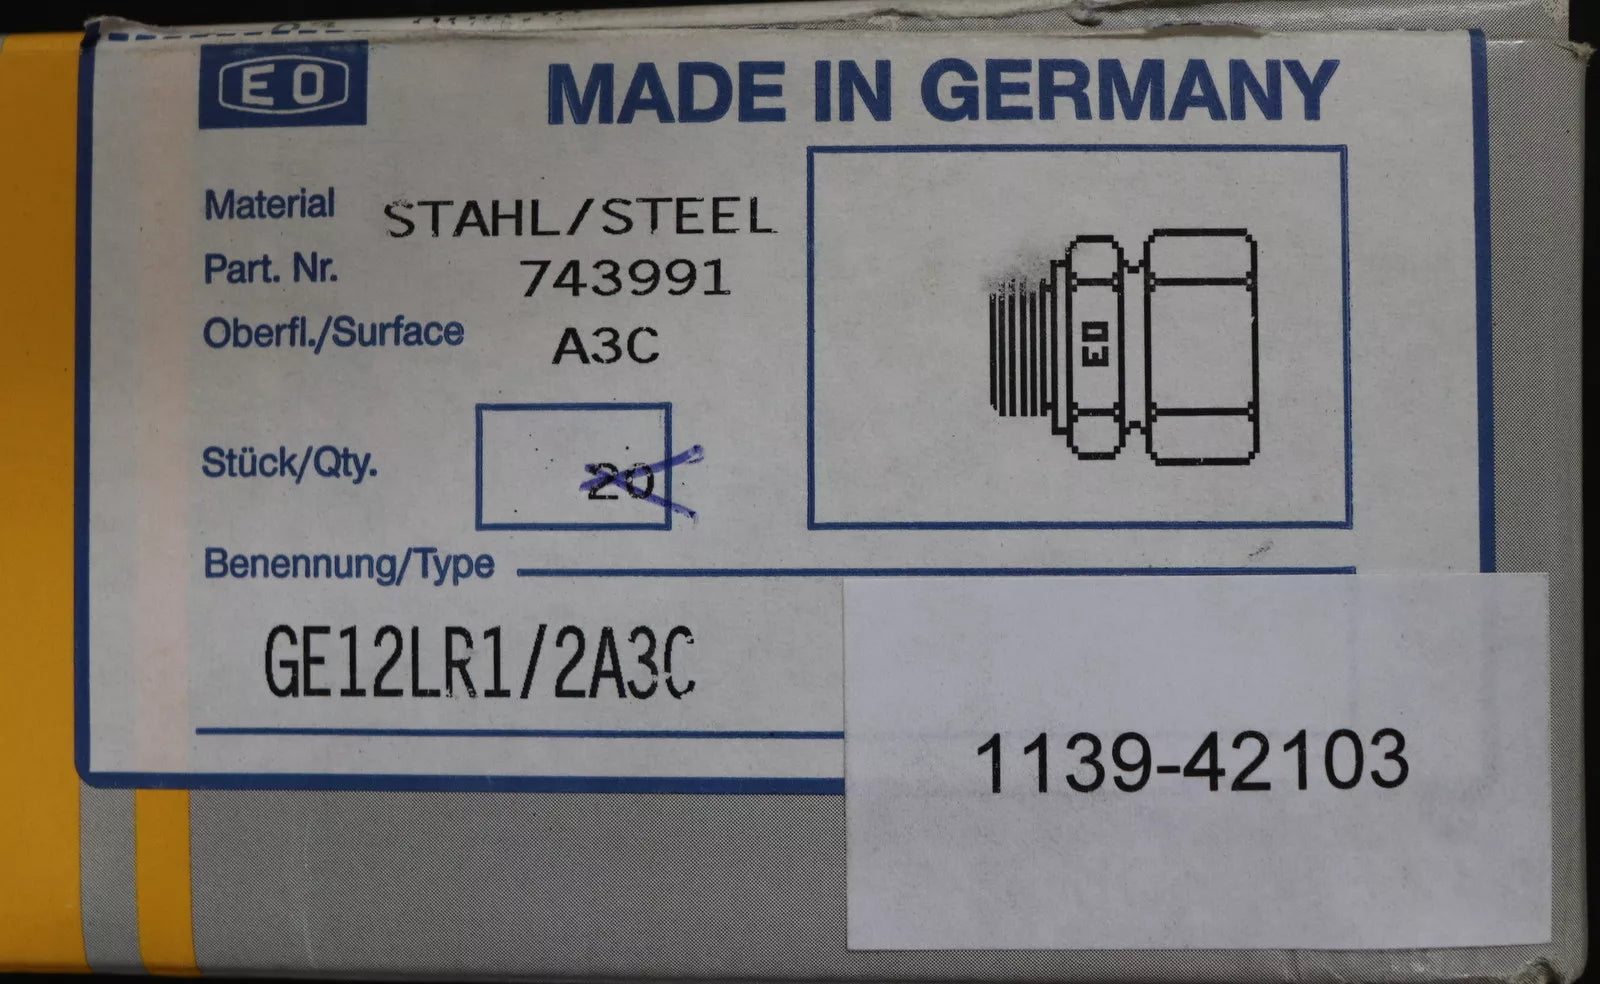 EO
MADE IN GERMANY
Material STAHL/STEEL
Part. Nr. 743991
Oberfl./Surface A3C
EO
Stück/Qty. 20
Benennung/Type
GE12LR1/2A3C
1139-42103